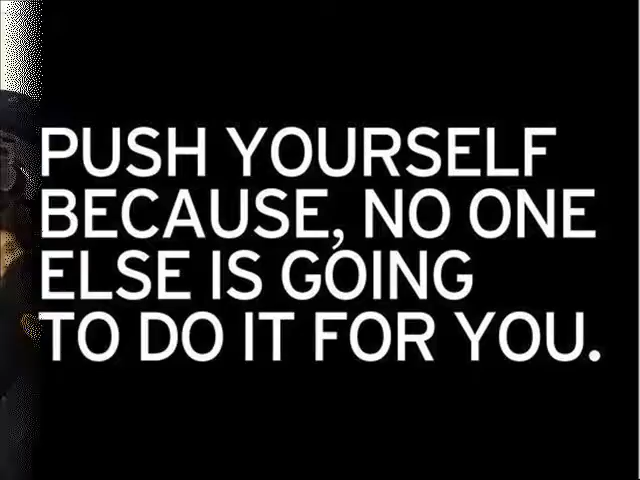 PUSH YOURSELF
BECAUSE, NO ONE
ELSE IS GOING
TO DO IT FOR YOU.